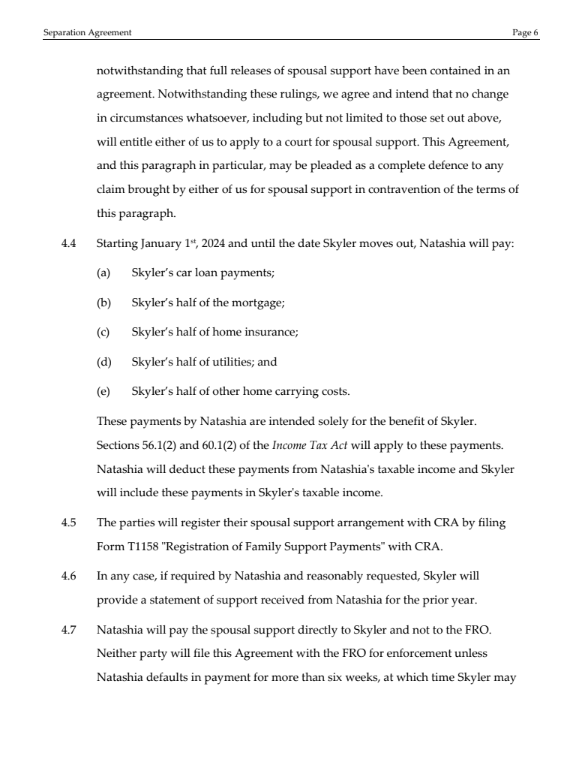 Separation Agreement Page 6
notwithstanding that full releases of spousal support have been contained in an
agreement. Notwithstanding these rulings, we agree and intend that no change
in circumstances whatsoever, including but not limited to those set out above,
will entitle either of us to apply to a court for spousal support. This Agreement,
and this paragraph in particular, may be pleaded as a complete defence to any
claim brought by either of us for spousal support in contravention of the terms of
this paragraph.
4.4 Starting January 1st, 2024 and until the date Skyler moves out, Natashia will pay:
(a) Skyler’s car loan payments;
(b) Skyler’s half of the mortgage;
(c) Skyler’s half of home insurance;
(d) Skyler’s half of utilities; and
(e) Skyler’s half of other home carrying costs.
These payments by Natashia are intended solely for the benefit of Skyler.
Sections 56.1(2) and 60.1(2) of the Income Tax Act will apply to these payments.
Natashia will deduct these payments from Natashia's taxable income and Skyler
will include these payments in Skyler's taxable income.
4.5 The parties will register their spousal support arrangement with CRA by filing
Form T1158 "Registration of Family Support Payments" with CRA.
4.6 In any case, if required by Natashia and reasonably requested, Skyler will
provide a statement of support received from Natashia for the prior year.
4.7 Natashia will pay the spousal support directly to Skyler and not to the FRO.
Neither party will file this Agreement with the FRO for enforcement unless
Natashia defaults in payment for more than six weeks, at which time Skyler may